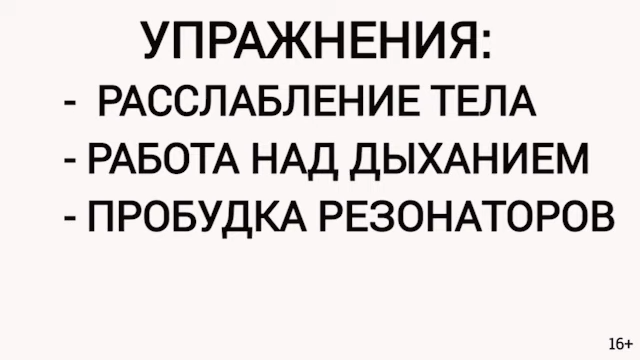 УПРАЖНЕНИЯ:
- РАССЛАБЛЕНИЕ ТЕЛА
- РАБОТА НАД ДЫХАНИЕМ
- ПРОБУДКА РЕЗОНАТОРОВ
16+